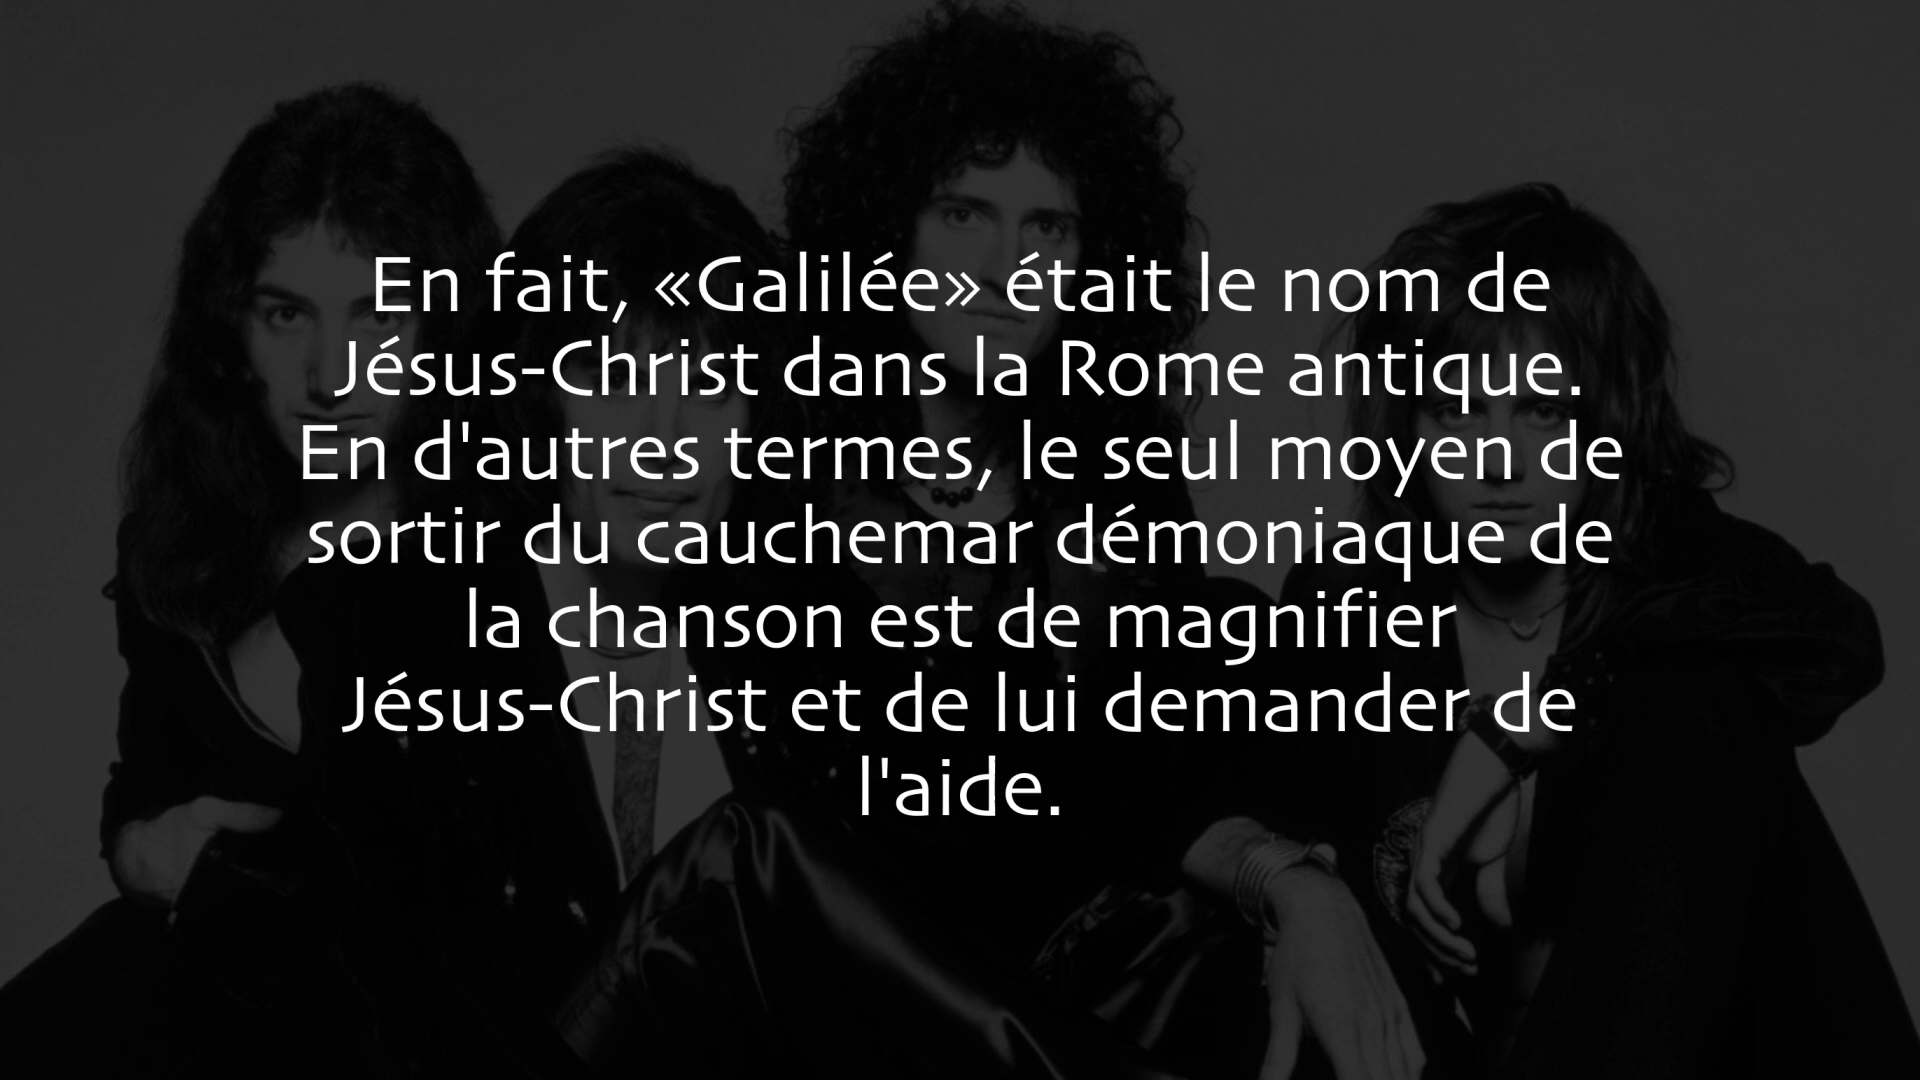 En fait, «Galilée» était le nom de
Jésus-Christ dans la Rome antique.
En d'autres termes, le seul moyen de
sortir du cauchemar démoniaque de
la chanson est de magnifier
Jésus-Christ et de lui demander de
l'aide.